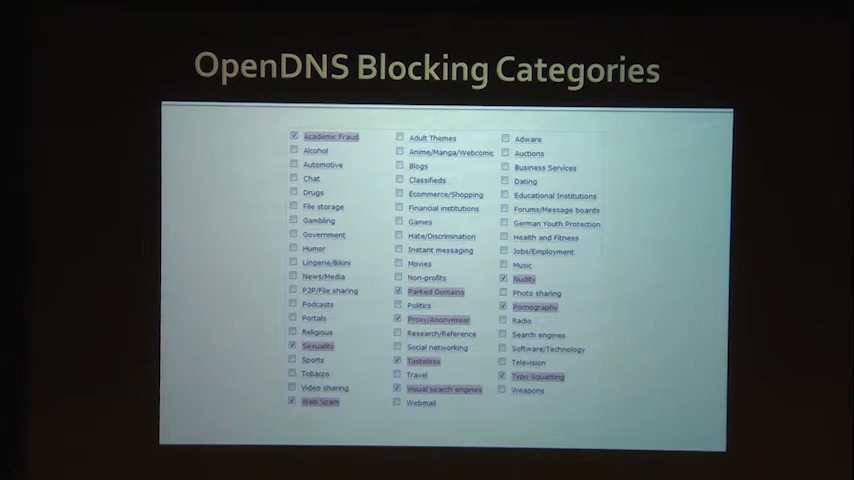 OpenDNS Blocking Categories
Academic Fraud Adult Themes Adware
Alcohol Anime/Manga/Webcomic Auctions
Automotive Blogs Business Services
Chat Classifieds Dating
Drugs Ecommerce/Shopping Educational Institutions
File storage Financial institutions Forums/Message boards
Gambling Games German Youth Protection
Government Hate/Discrimination Health and Fitness
Humor Instant messaging Jobs/Employment
Lingerie/Bikini Movies Music
News/Media Non-profits Nudity
P2P/File sharing Parked Domains Photo sharing
Podcasts Politics Pornography
Portals Proxy/Anonymizer Radio
Religious Research/Reference Search engines
Sexuality Social networking Software/Technology
Sports Tasteless Television
Tobacco Travel Typo Squatting
Video sharing Visual search engines Weapons
Web Spam Webmail